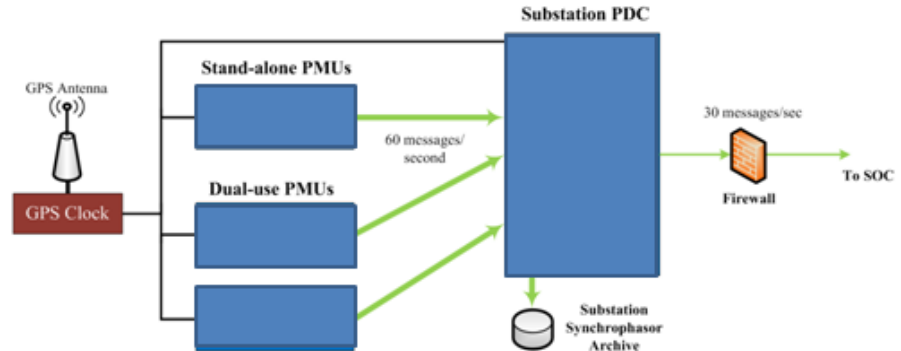 Substation PDC
Stand-alone PMUs
GPS Antenna
60 messages/
second
30 messages/sec
Dual-use PMUs
GPS Clock
Firewall
To SOC
Substation
Synchrophasor
Archive